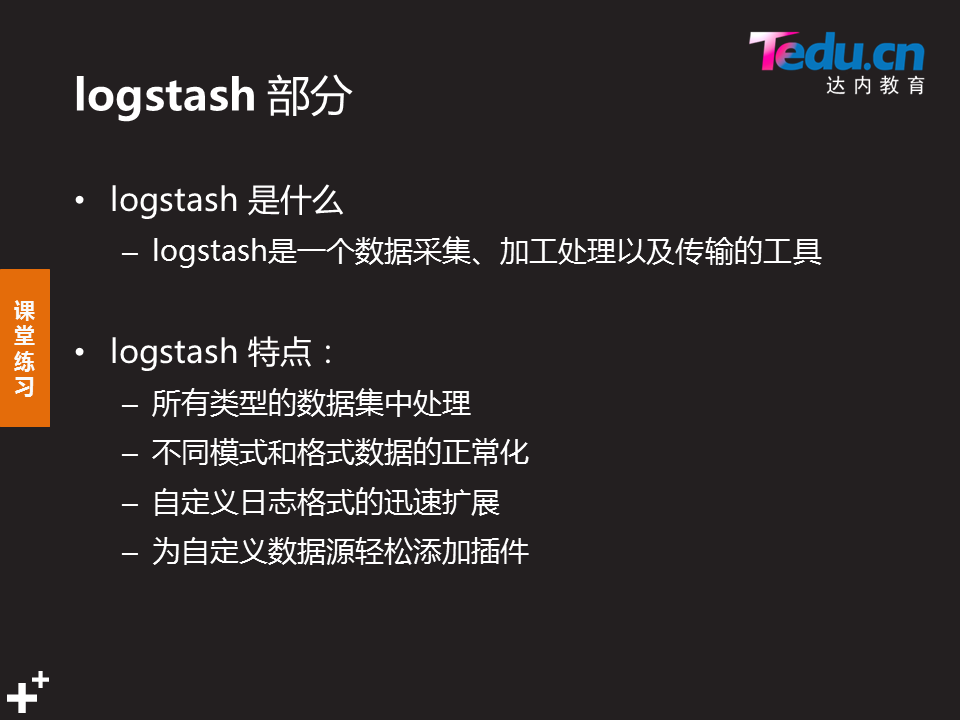 Tedu.cn
达内教育
logstash 部分
• logstash 是什么
– logstash是一个数据采集、加工处理以及传输的工具
课堂练习
• logstash 特点：
– 所有类型的数据集中处理
– 不同模式和格式数据的正常化
– 自定义日志格式的迅速扩展
– 为自定义数据源轻松添加插件